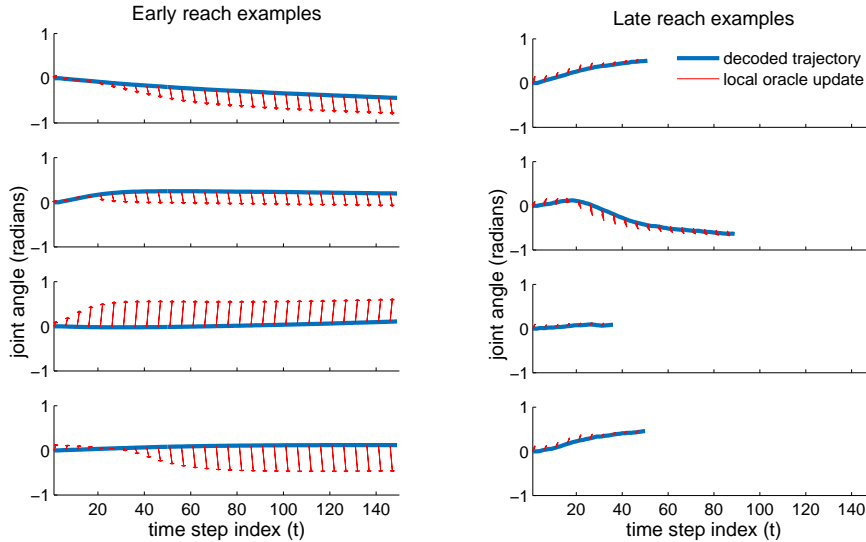 Early reach examples
Late reach examples
decoded trajectory
local oracle update
joint angle (radians)
joint angle (radians)
1
0
−1
1
0
−1
1
0
−1
1
0
−1
20 40 60 80 100 120 140
time step index (t)
1
0
−1
1
0
−1
1
0
−1
1
0
−1
20 40 60 80 100 120 140
time step index (t)